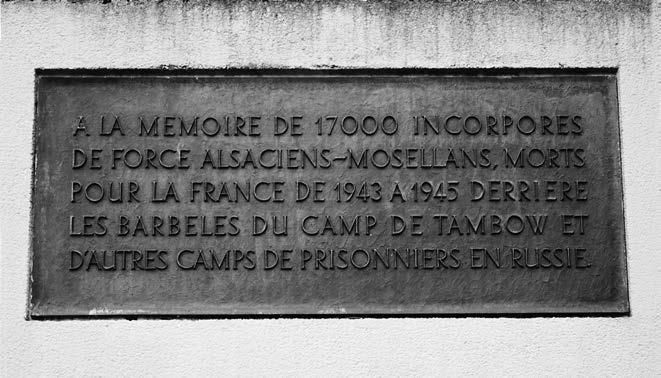 A LA MEMOIRE DE 17000 INCORPORES
DE FORCE ALSACIENS-MOSELLANS, MORTS
POUR LA FRANCE DE 1943 A 1945 DERRIERE
LES BARBELES DU CAMP DE TAMBOW ET
D'AUTRES CAMPS DE PRISONNIERS EN RUSSIE.